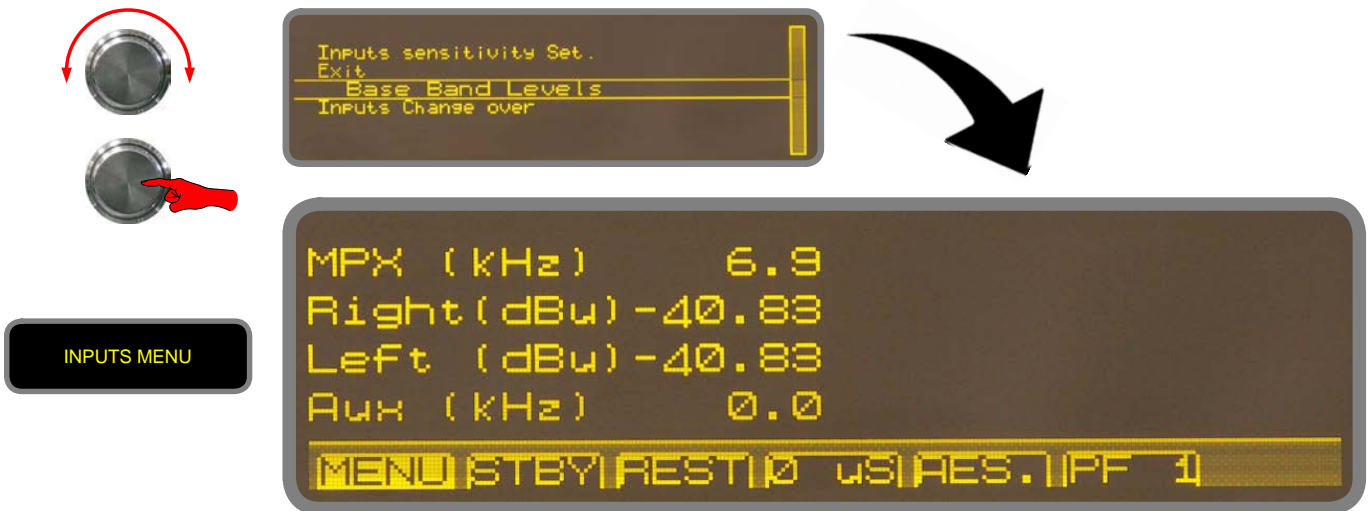 Inputs sensitivity Set.
Exit
Base Band Levels
Inputs Change over
INPUTS MENU
MPX (kHz) 6.9
Right(dBu)-40.83
Left (dBu)-40.83
Aux (kHz) 0.0
MENU STBY REST 0 uS AES. PF 1